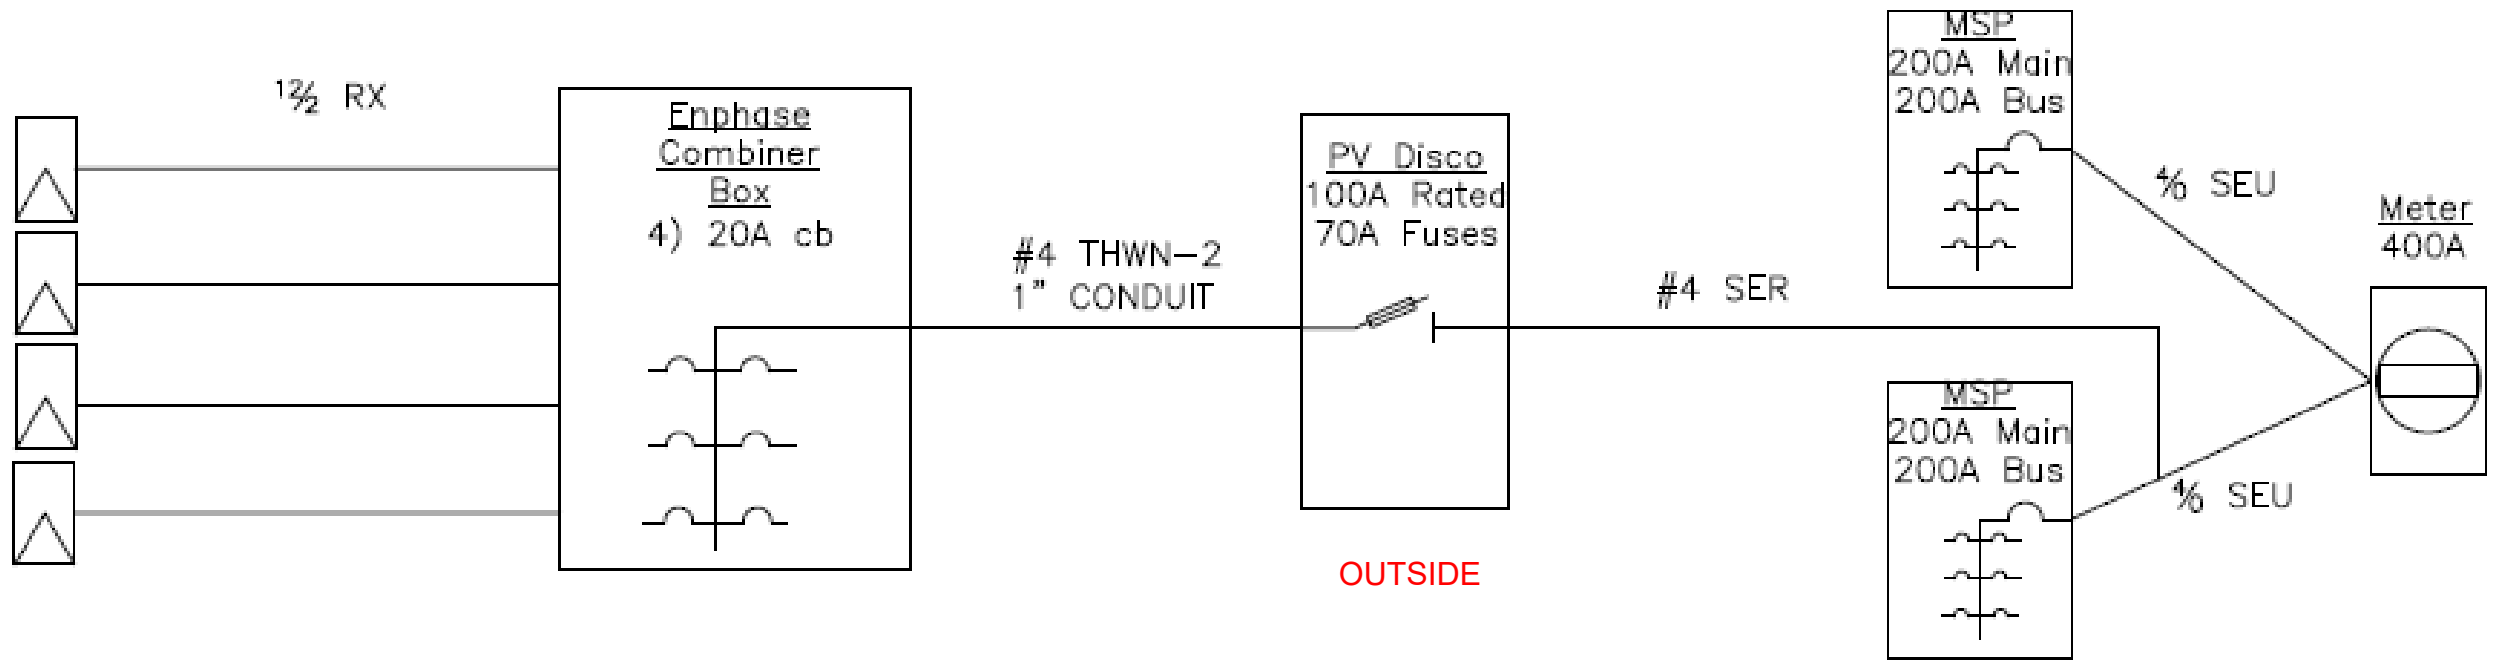 12/2 RX
Enphase
Combiner
Box
4) 20A cb
#4 THWN-2
1" CONDUIT
PV Disco
100A Rated
70A Fuses
OUTSIDE
#4 SER
MSP
200A Main
200A Bus
4/0 SEU
Meter
400A
MSP
200A Main
200A Bus
4/0 SEU